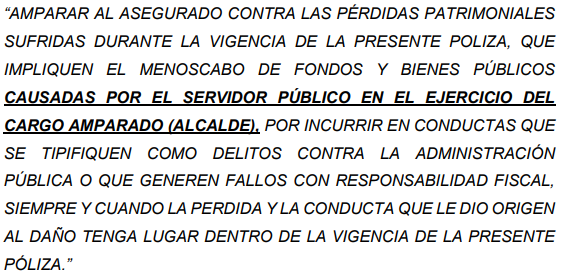 “AMPARAR AL ASEGURADO CONTRA LAS PÉRDIDAS PATRIMONIALES
SUFRIDAS DURANTE LA VIGENCIA DE LA PRESENTE POLIZA, QUE
IMPLIQUEN EL MENOSCABO DE FONDOS Y BIENES PÚBLICOS
CAUSADAS POR EL SERVIDOR PÚBLICO EN EL EJERCICIO DEL
CARGO AMPARADO (ALCALDE), POR INCURRIR EN CONDUCTAS QUE
SE TIPIFIQUEN COMO DELITOS CONTRA LA ADMINISTRACIÓN
PÚBLICA O QUE GENEREN FALLOS CON RESPONSABILIDAD FISCAL,
SIEMPRE Y CUANDO LA PERDIDA Y LA CONDUCTA QUE LE DIO ORIGEN
AL DAÑO TENGA LUGAR DENTRO DE LA VIGENCIA DE LA PRESENTE
PÓLIZA.”